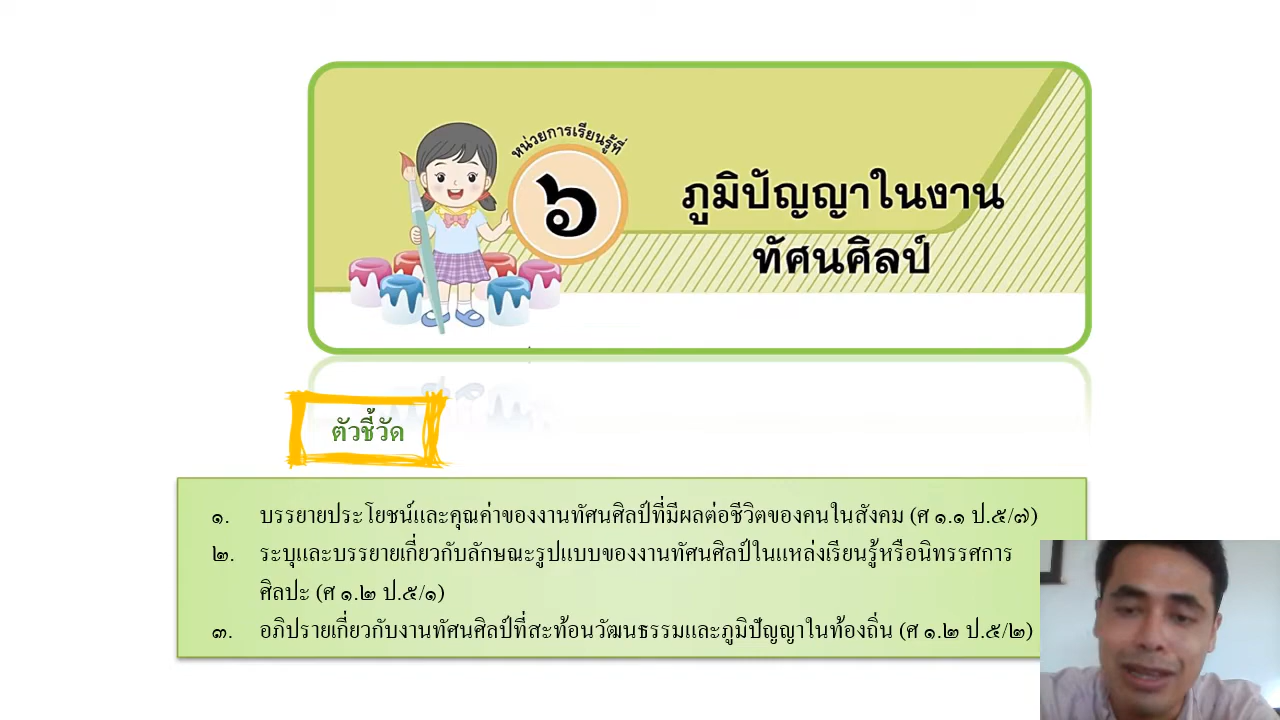 หน่วยการเรียนรู้ที่
๖
ภูมิปัญญาในงาน
ทัศนศิลป์
ตัวชี้วัด
๑. บรรยายประโยชน์และคุณค่าของงานทัศนศิลป์ที่มีผลต่อชีวิตของคนในสังคม (ศ ๑.๑ ป.๕/๗)
๒. ระบุและบรรยายเกี่ยวกับลักษณะรูปแบบของงานทัศนศิลป์ในแหล่งเรียนรู้หรือนิทรรศการ
ศิลปะ (ศ ๑.๒ ป.๕/๑)
๓. อภิปรายเกี่ยวกับงานทัศนศิลป์ที่สะท้อนวัฒนธรรมและภูมิปัญญาในท้องถิ่น (ศ ๑.๒ ป.๕/๒)